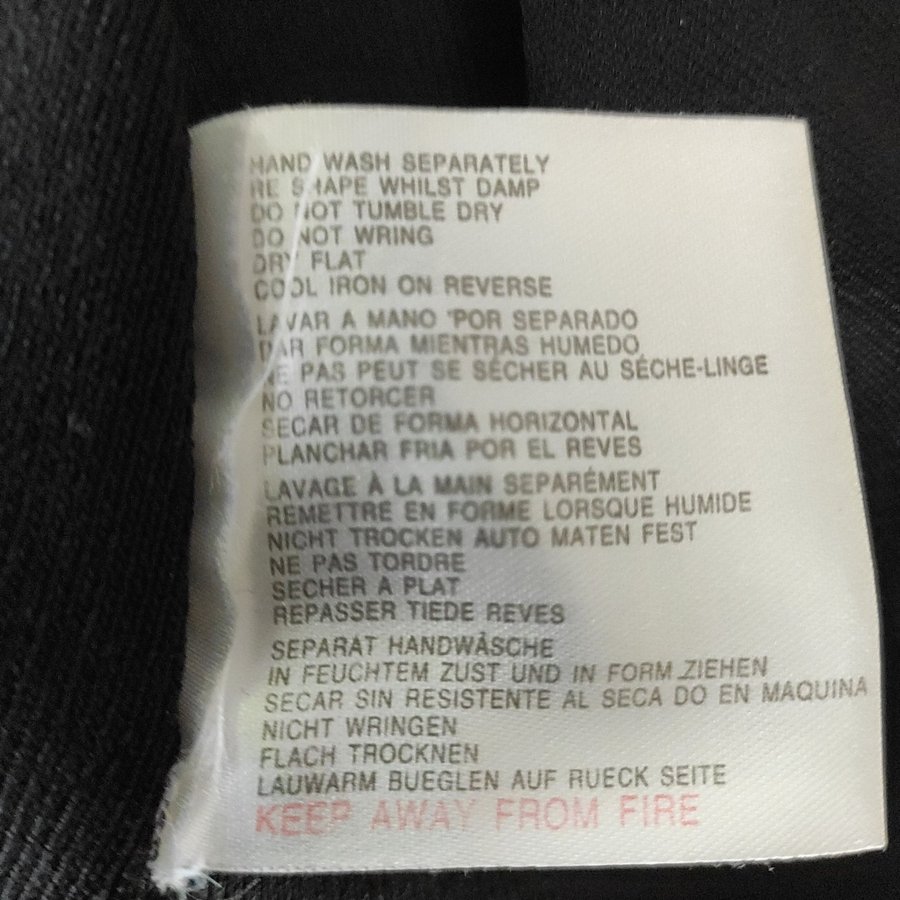 HAND WASH SEPARATELY
RE SHAPE WHILST DAMP
DO NOT TUMBLE DRY
DO NOT WRING
DRY FLAT
COOL IRON ON REVERSE
LAVAR A MANO "POR SEPARADO
DAR FORMA MIENTRAS HUMEDO
NE PAS PEUT SE SÉCHER AU SÉCHE-LINGE
NO RETORCER
SECAR DE FORMA HORIZONTAL
PLANCHAR FRIA POR EL REVES
LAVAGE À LA MAIN SEPARÉMENT
REMETTRE EN FORME LORSQUE HUMIDE
NICHT TROCKEN AUTO MATEN FEST
NE PAS TORDRE
SECHER A PLAT
REPASSER TIEDE REVES
SEPARAT HANDWÄSCHE
IN FEUCHTEM ZUST UND IN FORM ZIEHEN
SECAR SIN RESISTENTE AL SECA DO EN MAQUINA
NICHT WRINGEN
FLACH TROCKNEN
LAUWARM BUEGLEN AUF RUECK SEITE
KEEP AWAY FROM FIRE